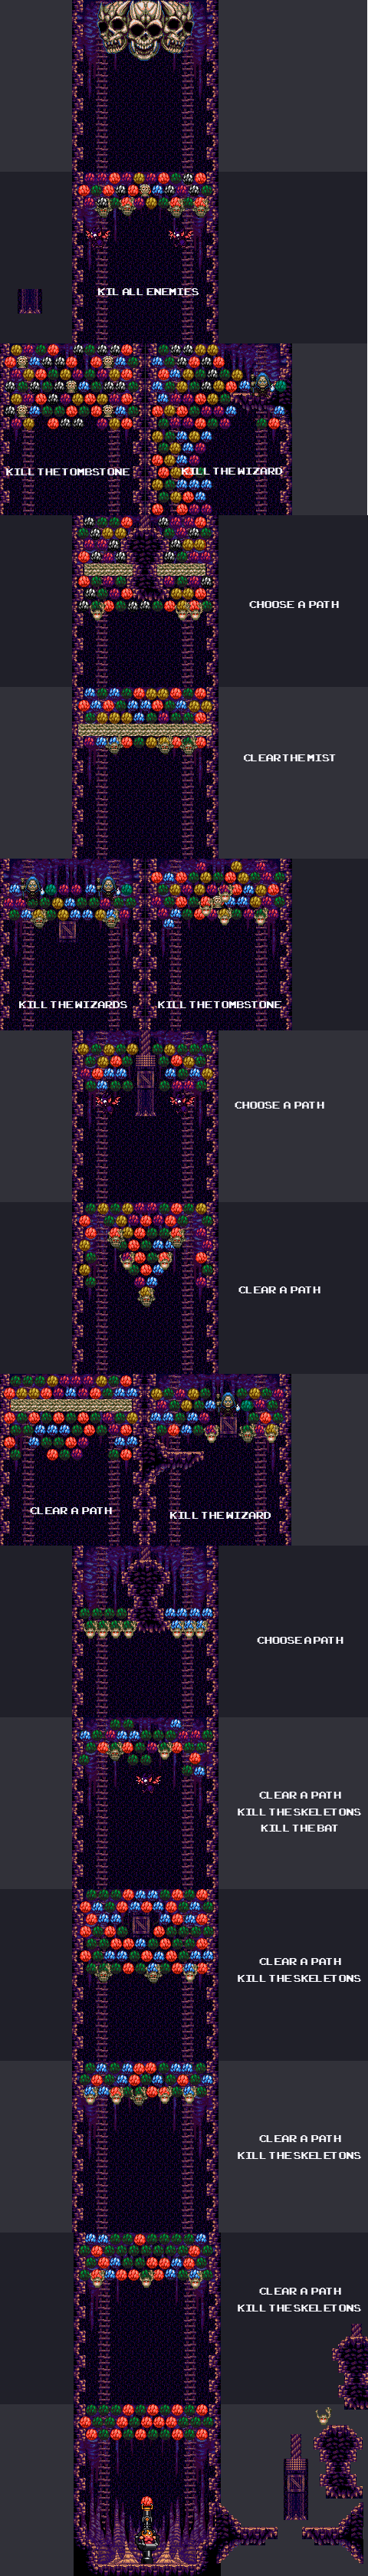 KIL ALL ENEMIES
KILL THE TOMBSTONE
KILL THE WIZARD
CHOOSE A PATH
CLEAR THE MIST
KILL THE WIZARDS
KILL THE TOMBSTONE
CHOOSE A PATH
CLEAR A PATH
CLEAR A PATH
KILL THE WIZARD
CHOOSE A PATH
CLEAR A PATH
KILL THE SKELETONS
KILL THE BAT
CLEAR A PATH
KILL THE SKELETONS
CLEAR A PATH
KILL THE SKELETONS
CLEAR A PATH
KILL THE SKELETONS